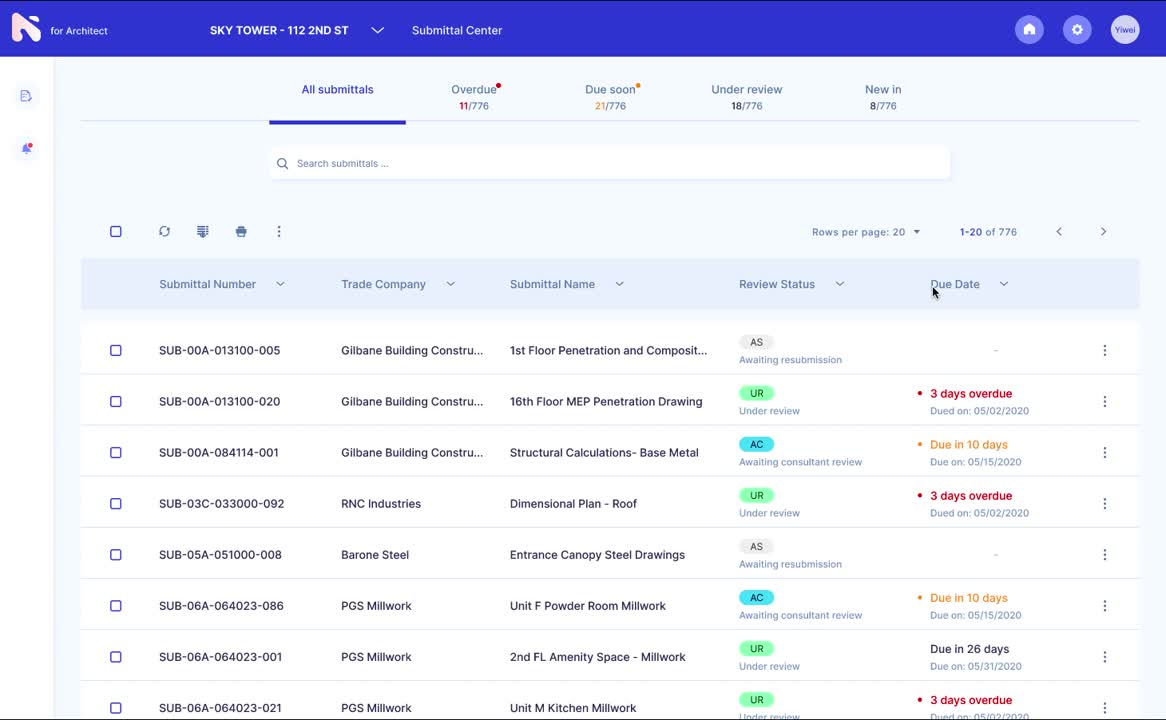 for Architect
SKY TOWER - 112 2ND ST
Submittal Center
Yiwei
All submittals
Overdue
11/776
Due soon
21/776
Under review
18/776
New in
8/776
Search submittals ...
Rows per page: 20
1-20 of 776
Submittal Number
Trade Company
Submittal Name
Review Status
Due Date
SUB-00A-013100-005
Gilbane Building Constru...
1st Floor Penetration and Composit...
AS
Awaiting resubmission
-
SUB-00A-013100-020
Gilbane Building Constru...
16th Floor MEP Penetration Drawing
UR
Under review
3 days overdue
Dued on: 05/02/2020
SUB-00A-084114-001
Gilbane Building Constru...
Structural Calculations- Base Metal
AC
Awaiting consultant review
Due in 10 days
Due on: 05/15/2020
SUB-03C-033000-092
RNC Industries
Dimensional Plan - Roof
UR
Under review
3 days overdue
Dued on: 05/02/2020
SUB-05A-051000-008
Barone Steel
Entrance Canopy Steel Drawings
AS
Awaiting resubmission
-
SUB-06A-064023-086
PGS Millwork
Unit F Powder Room Millwork
AC
Awaiting consultant review
Due in 10 days
Due on: 05/15/2020
SUB-06A-064023-001
PGS Millwork
2nd FL Amenity Space - Millwork
UR
Under review
Due in 26 days
Due on: 05/31/2020
SUB-06A-064023-021
PGS Millwork
Unit M Kitchen Millwork
UR
Under review
3 days overdue
Dued on: 05/02/2020